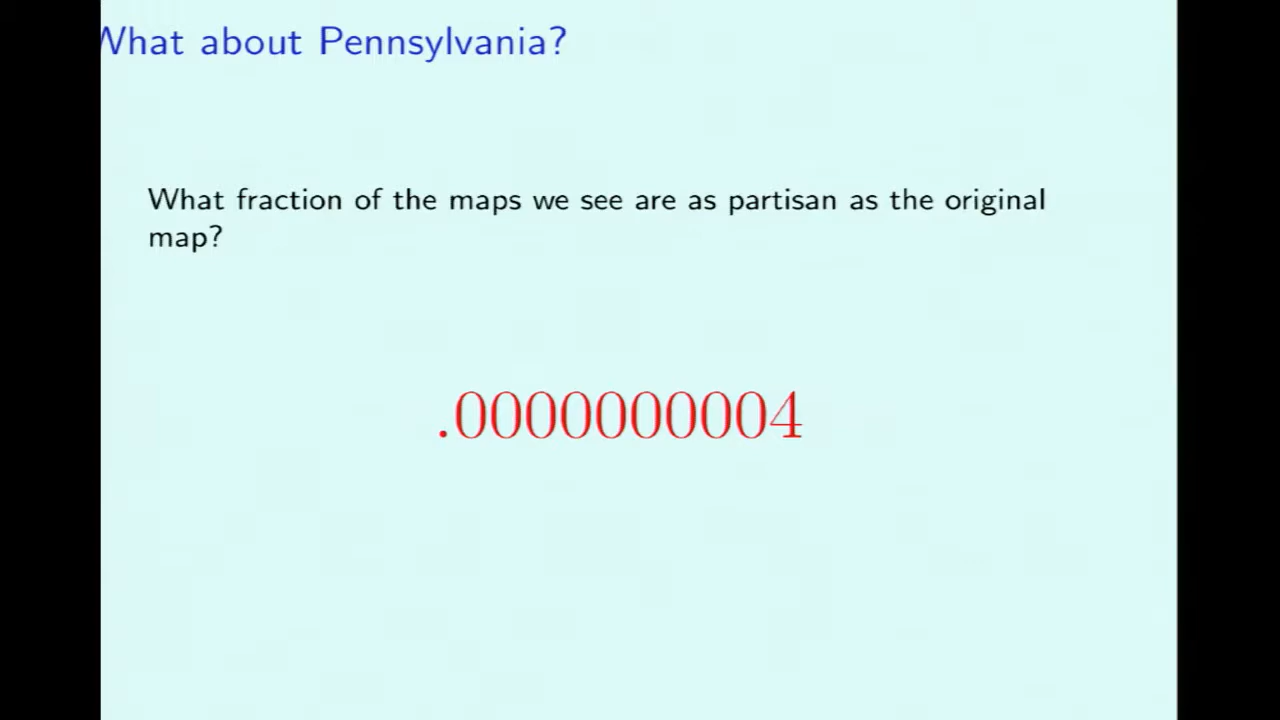 What about Pennsylvania?
What fraction of the maps we see are as partisan as the original
map?
.0000000004